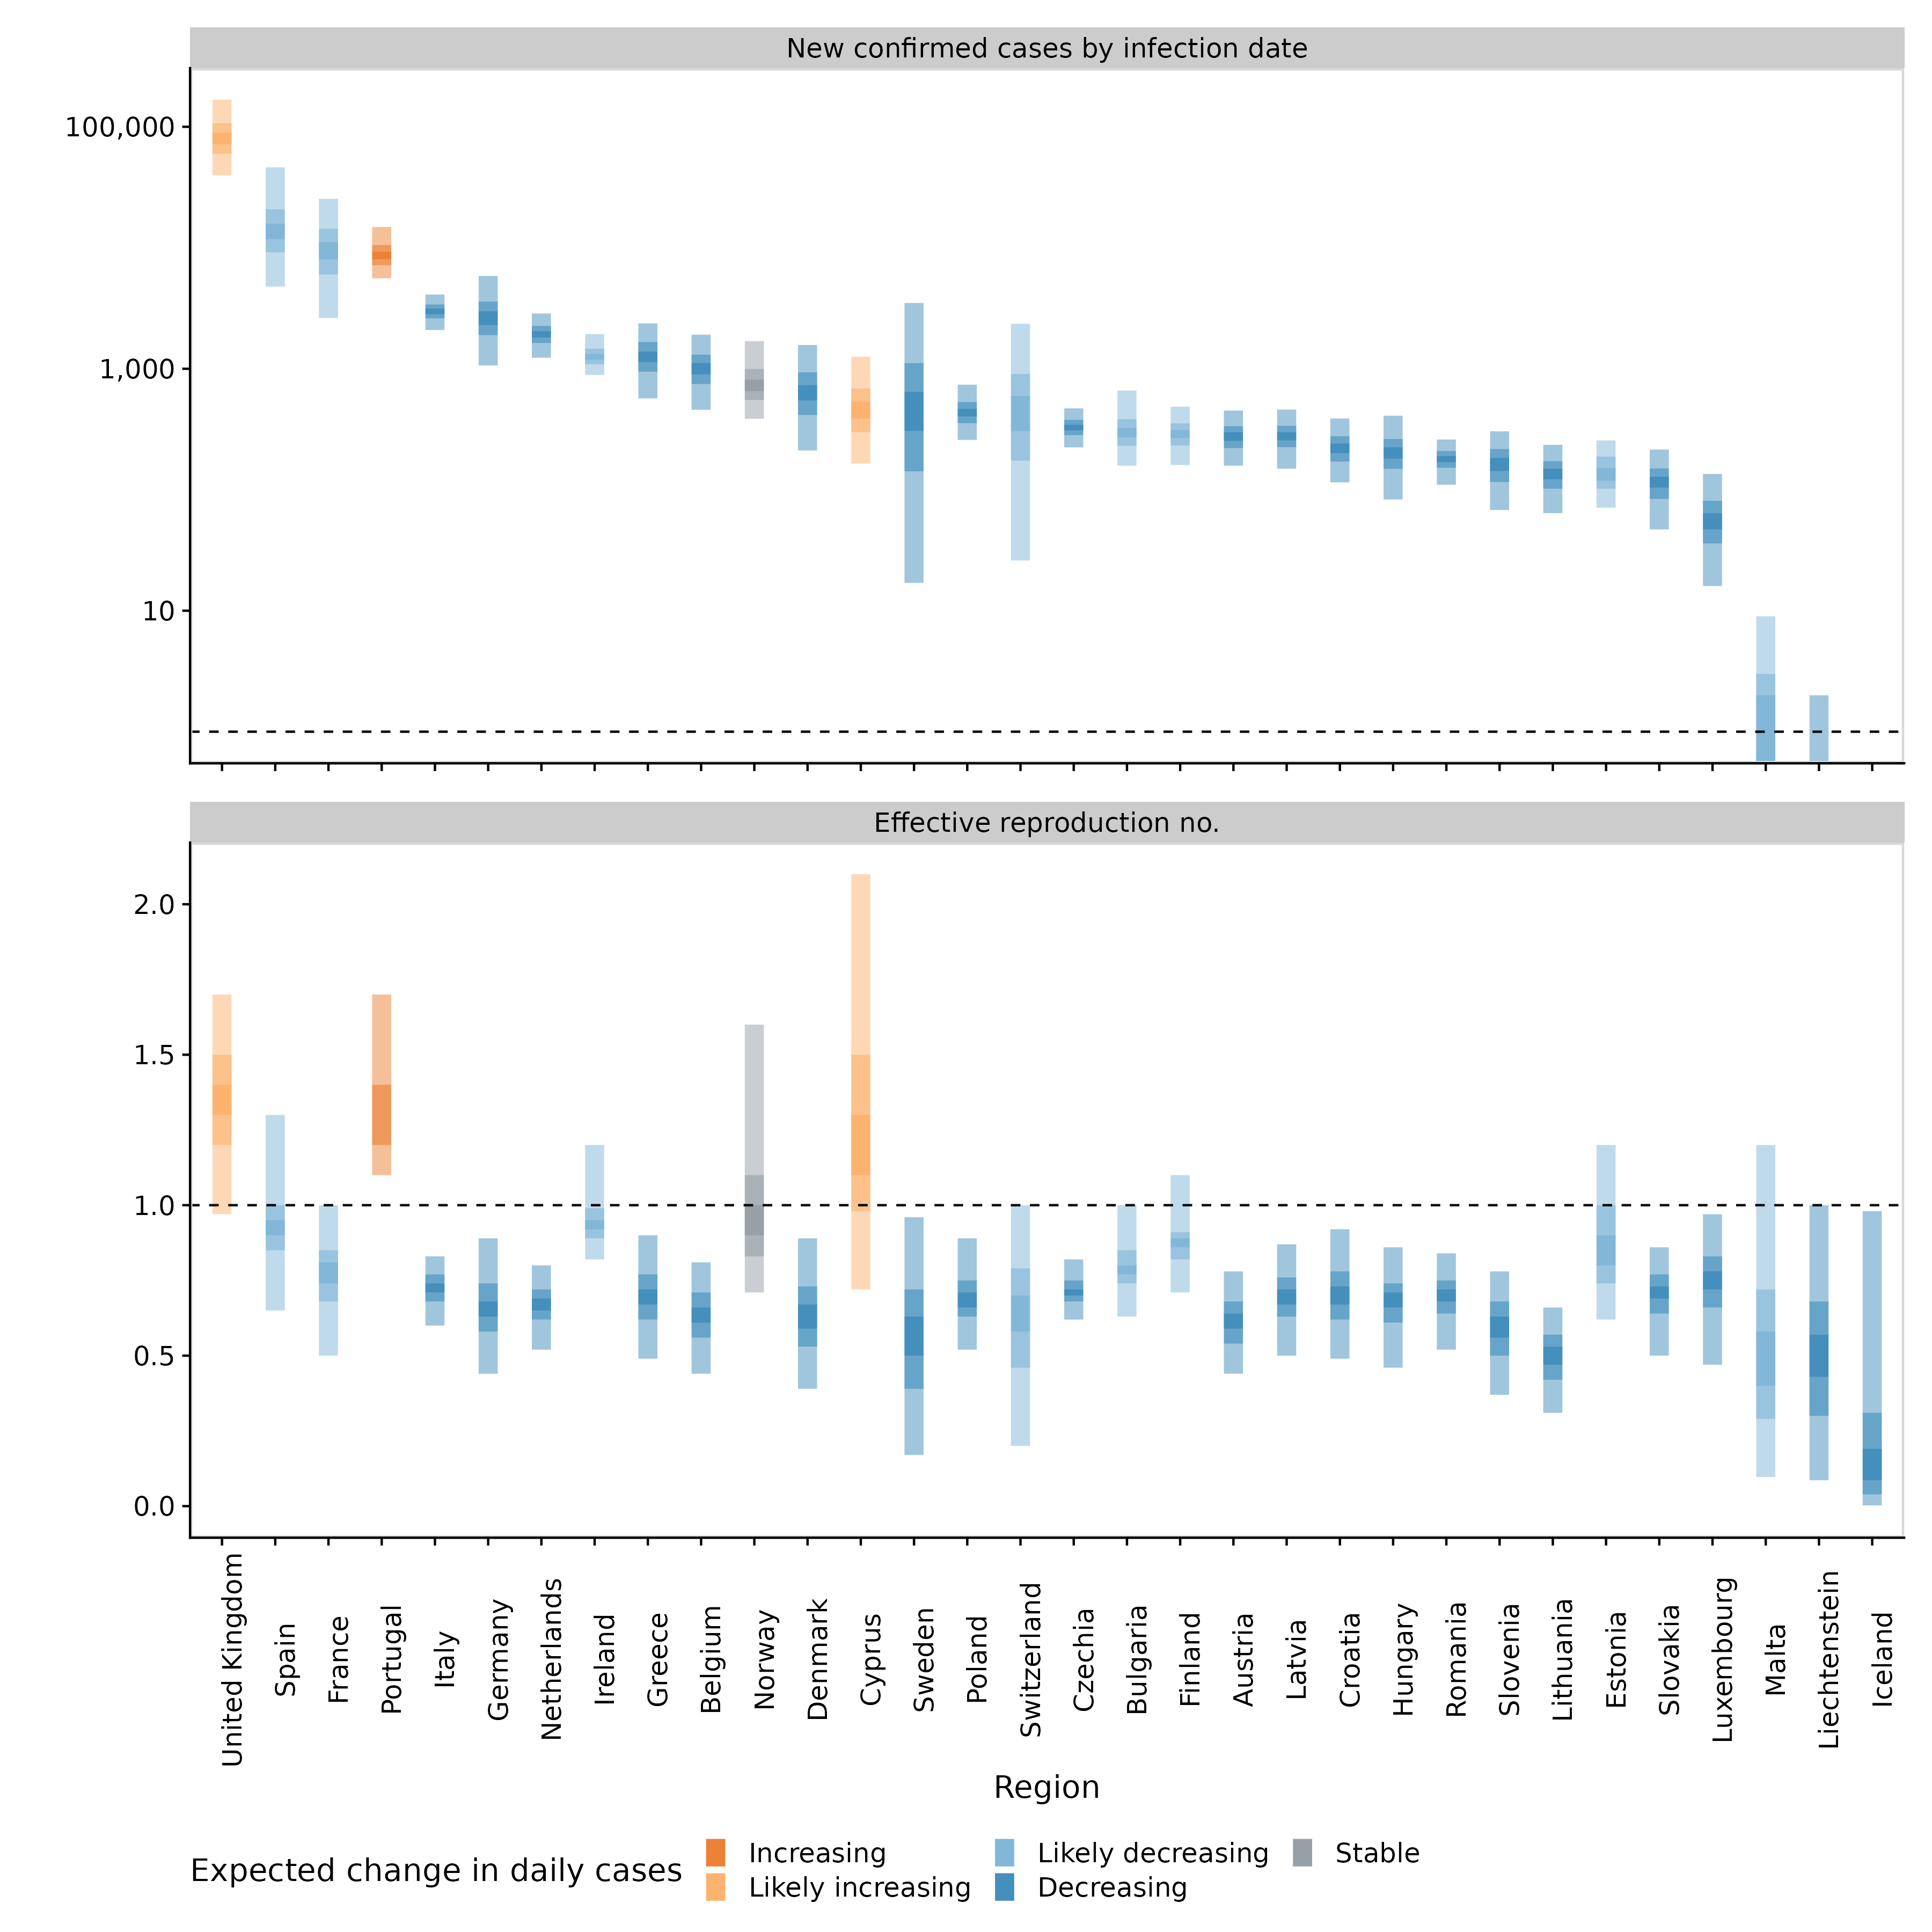 New confirmed cases by infection date
100,000
1,000
10
Effective reproduction no.
2.0
1.5
1.0
0.5
0.0
United Kingdom
Spain
France
Portugal
Italy
Germany
Netherlands
Ireland
Greece
Belgium
Norway
Denmark
Cyprus
Sweden
Poland
Switzerland
Czechia
Bulgaria
Finland
Austria
Latvia
Croatia
Hungary
Romania
Slovenia
Lithuania
Estonia
Slovakia
Luxembourg
Malta
Liechtenstein
Iceland
Region
Expected change in daily cases
Increasing
Likely increasing
Likely decreasing
Decreasing
Stable